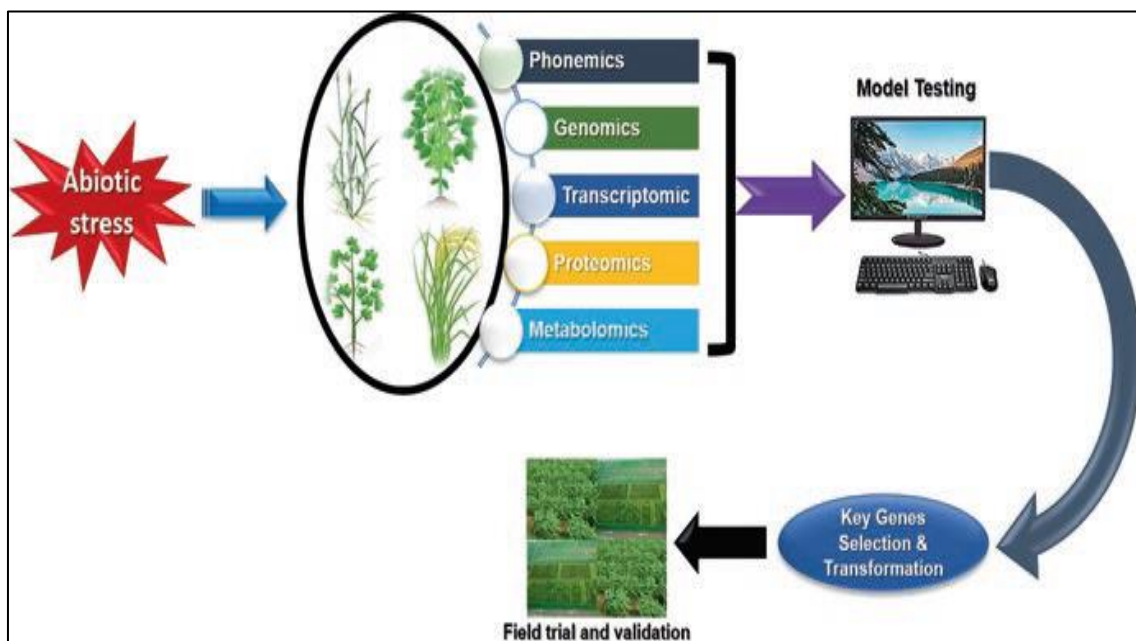 Abiotic
stress
Phonemics
Genomics
Transcriptomic
Proteomics
Metabolomics
Model Testing
Key Genes
Selection &
Transformation
Field trial and validation